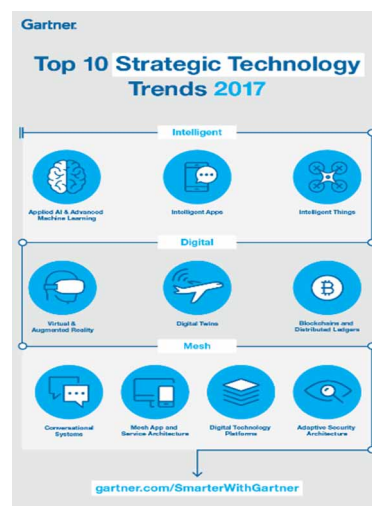 Gartner.
Top 10 Strategic Technology
Trends 2017
Intelligent
Applied AI & Advanced
Machine Learning
Intelligent Apps
Intelligent Things
Digital
Virtual &
Augmented Reality
Digital Twins
Blockchains and
Distributed Ledgers
Mesh
Conversational
Systems
Mesh App and
Service Architecture
Digital Technology
Platforms
Adaptive Security
Architecture
gartner.com/SmarterWithGartner